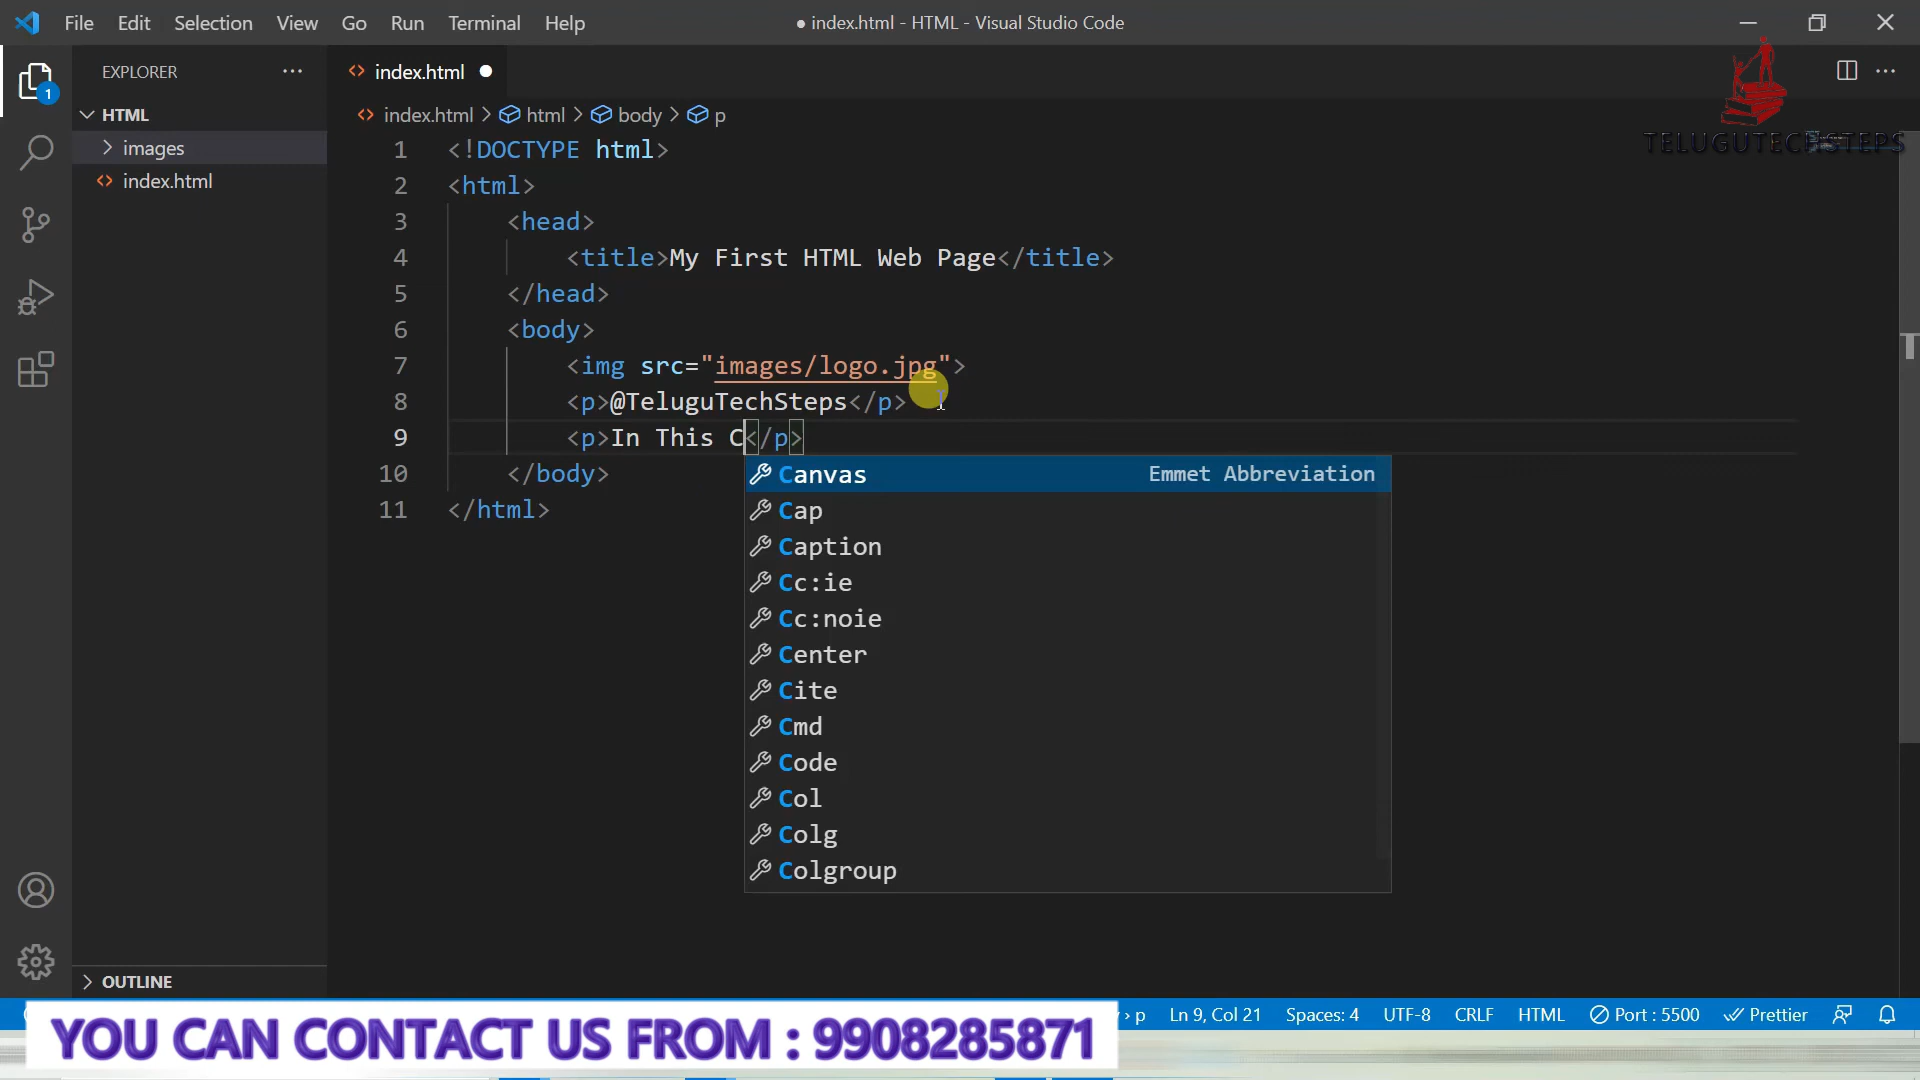 File Edit Selection View Go Run Terminal Help
● index.html - HTML - Visual Studio Code
EXPLORER
index.html
TELUGUTECHSTEPS
1
HTML
images
index.html
index.html > html > body > p
1 <!DOCTYPE html>
2 <html>
3 <head>
4 <title>My First HTML Web Page</title>
5 </head>
6 <body>
7 <img src="images/logo.jpg">
8 <p>@TeluguTechSteps</p>
9 <p>In This C</p>
10 </body>
11 </html>
Canvas Emmet Abbreviation
Cap
Caption
Cc:ie
Cc:noie
Center
Cite
Cmd
Code
Col
Colg
Colgroup
OUTLINE
› p Ln 9, Col 21 Spaces: 4 UTF-8 CRLF HTML Port : 5500 Prettier
YOU CAN CONTACT US FROM : 9908285871